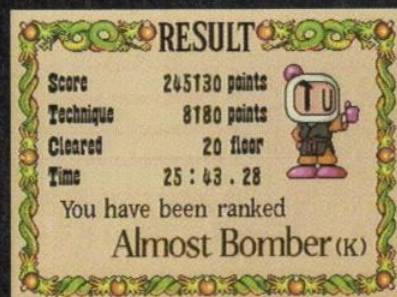 RESULT
Score 245130 points
Technique 8180 points
Cleared 20 floor
Time 25:43.28
You have been ranked
Almost Bomber (K)